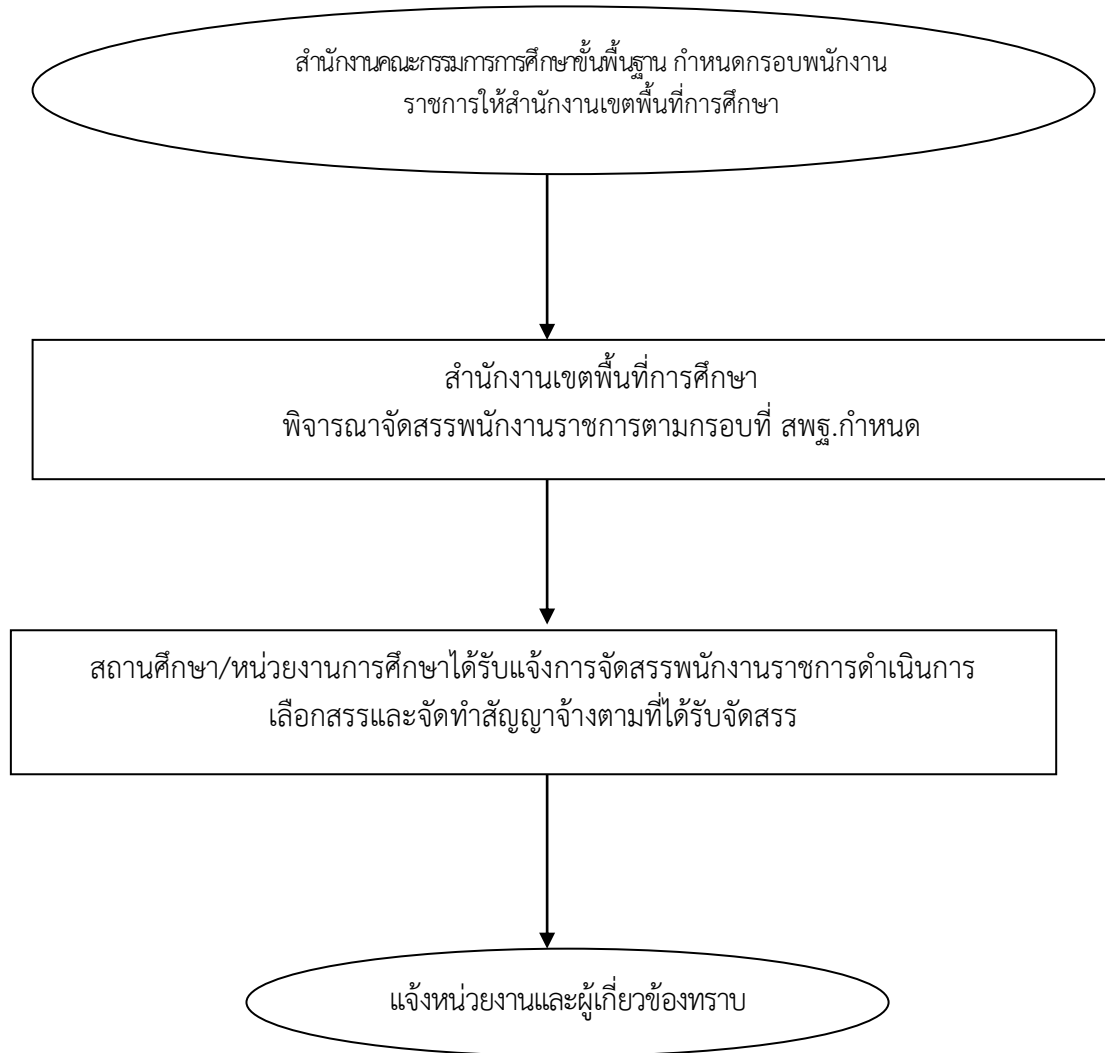 สำนักงานคณะกรรมการการศึกษาขั้นพื้นฐาน กำหนดกรอบพนักงาน
ราชการให้สำนักงานเขตพื้นที่การศึกษา
สำนักงานเขตพื้นที่การศึกษา
พิจารณาจัดสรรพนักงานราชการตามกรอบที่ สพฐ.กำหนด
สถานศึกษา/หน่วยงานการศึกษาได้รับแจ้งการจัดสรรพนักงานราชการดำเนินการ
เลือกสรรและจัดทำสัญญาจ้างตามที่ได้รับจัดสรร
แจ้งหน่วยงานและผู้เกี่ยวข้องทราบ